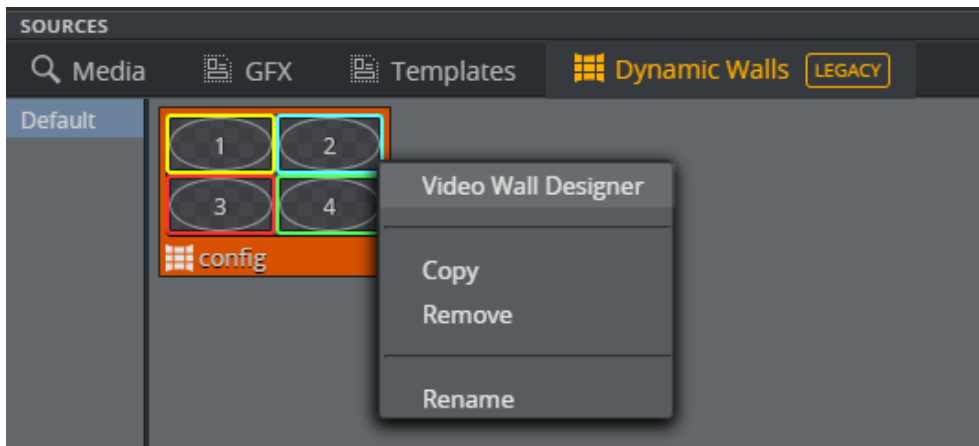 SOURCES
Media GFX Templates Dynamic Walls LEGACY
Default
1 2
3 4
config
Video Wall Designer
Copy
Remove
Rename